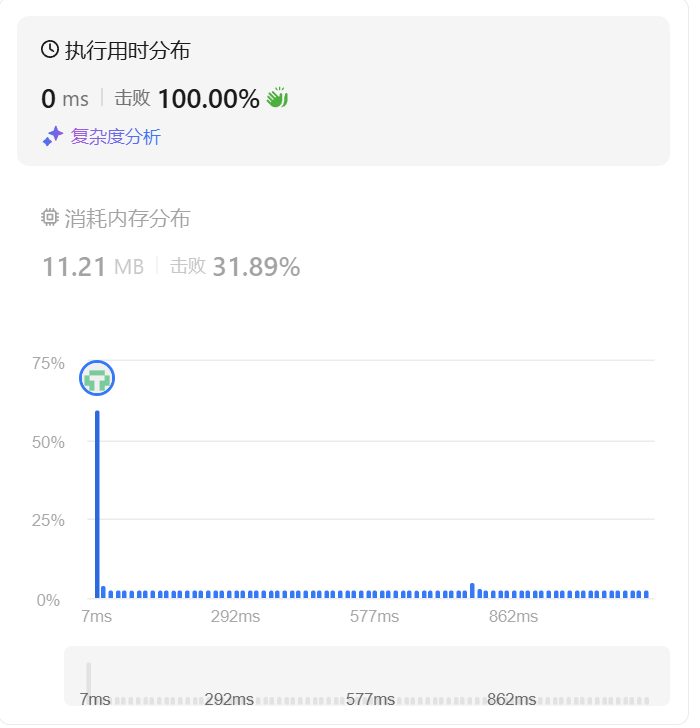 执行用时分布
0 ms 击败 100.00%
复杂度分析
消耗内存分布
11.21 MB 击败 31.89%
75%
50%
25%
0%
7ms 292ms 577ms 862ms
7ms 292ms 577ms 862ms